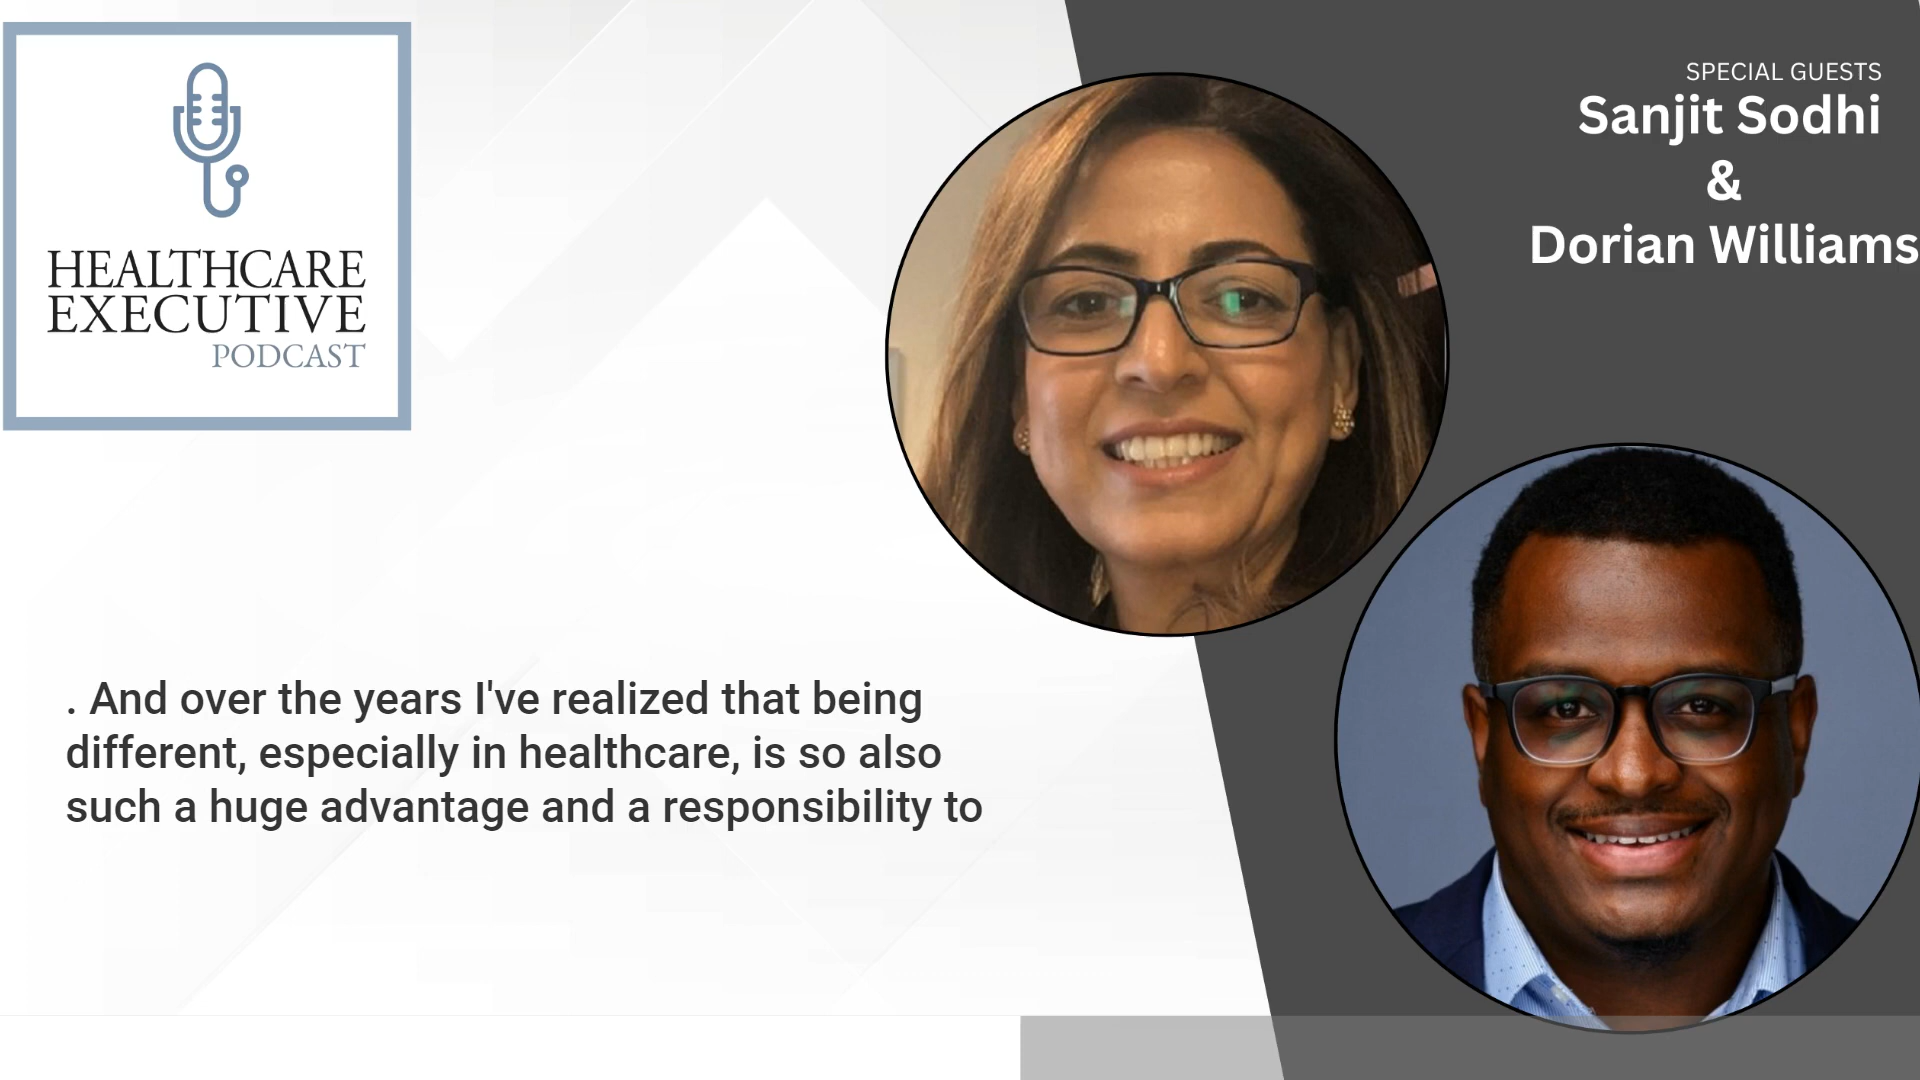 HEALTHCARE
EXECUTIVE
PODCAST
SPECIAL GUESTS
Sanjit Sodhi
&
Dorian Williams
. And over the years I've realized that being
different, especially in healthcare, is so also
such a huge advantage and a responsibility to